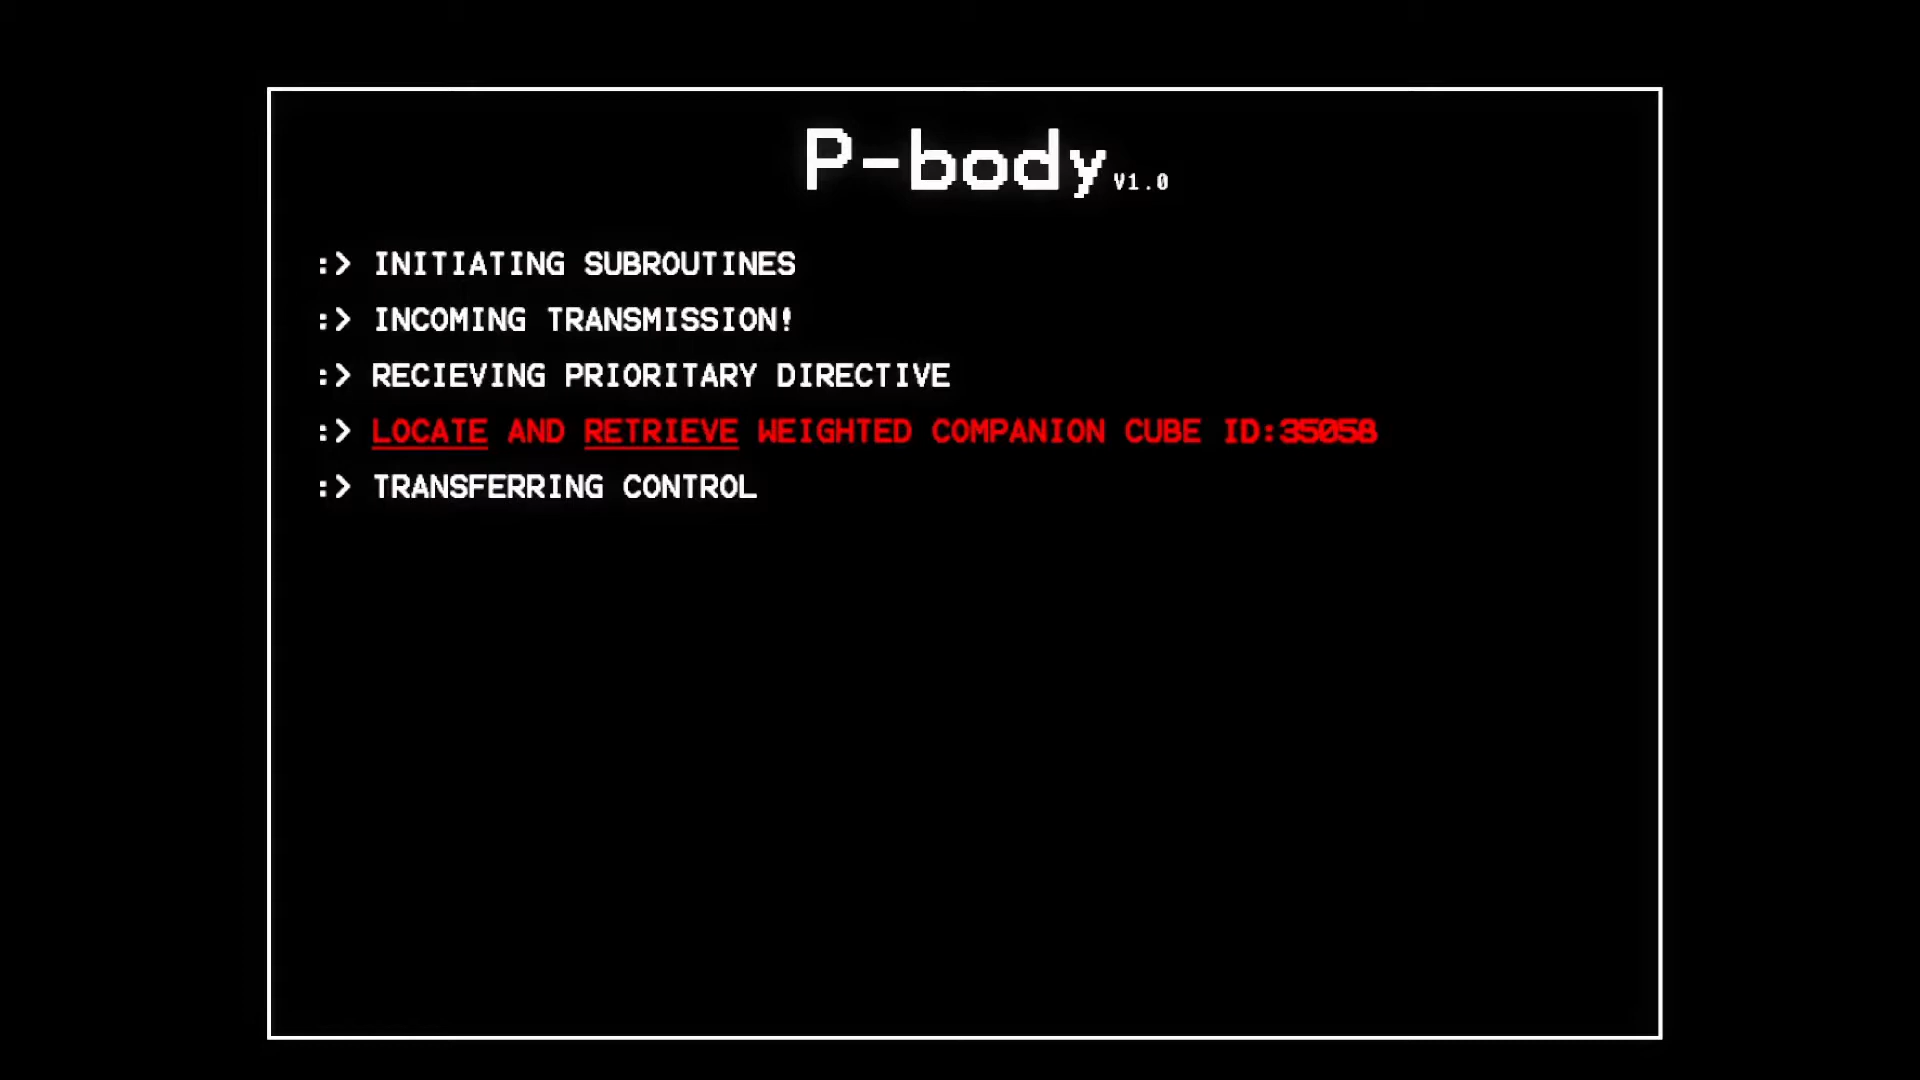 P-body V1.0
:> INITIATING SUBROUTINES
:> INCOMING TRANSMISSION!
:> RECIEVING PRIORITARY DIRECTIVE
:> LOCATE AND RETRIEVE WEIGHTED COMPANION CUBE ID:35058
:> TRANSFERRING CONTROL